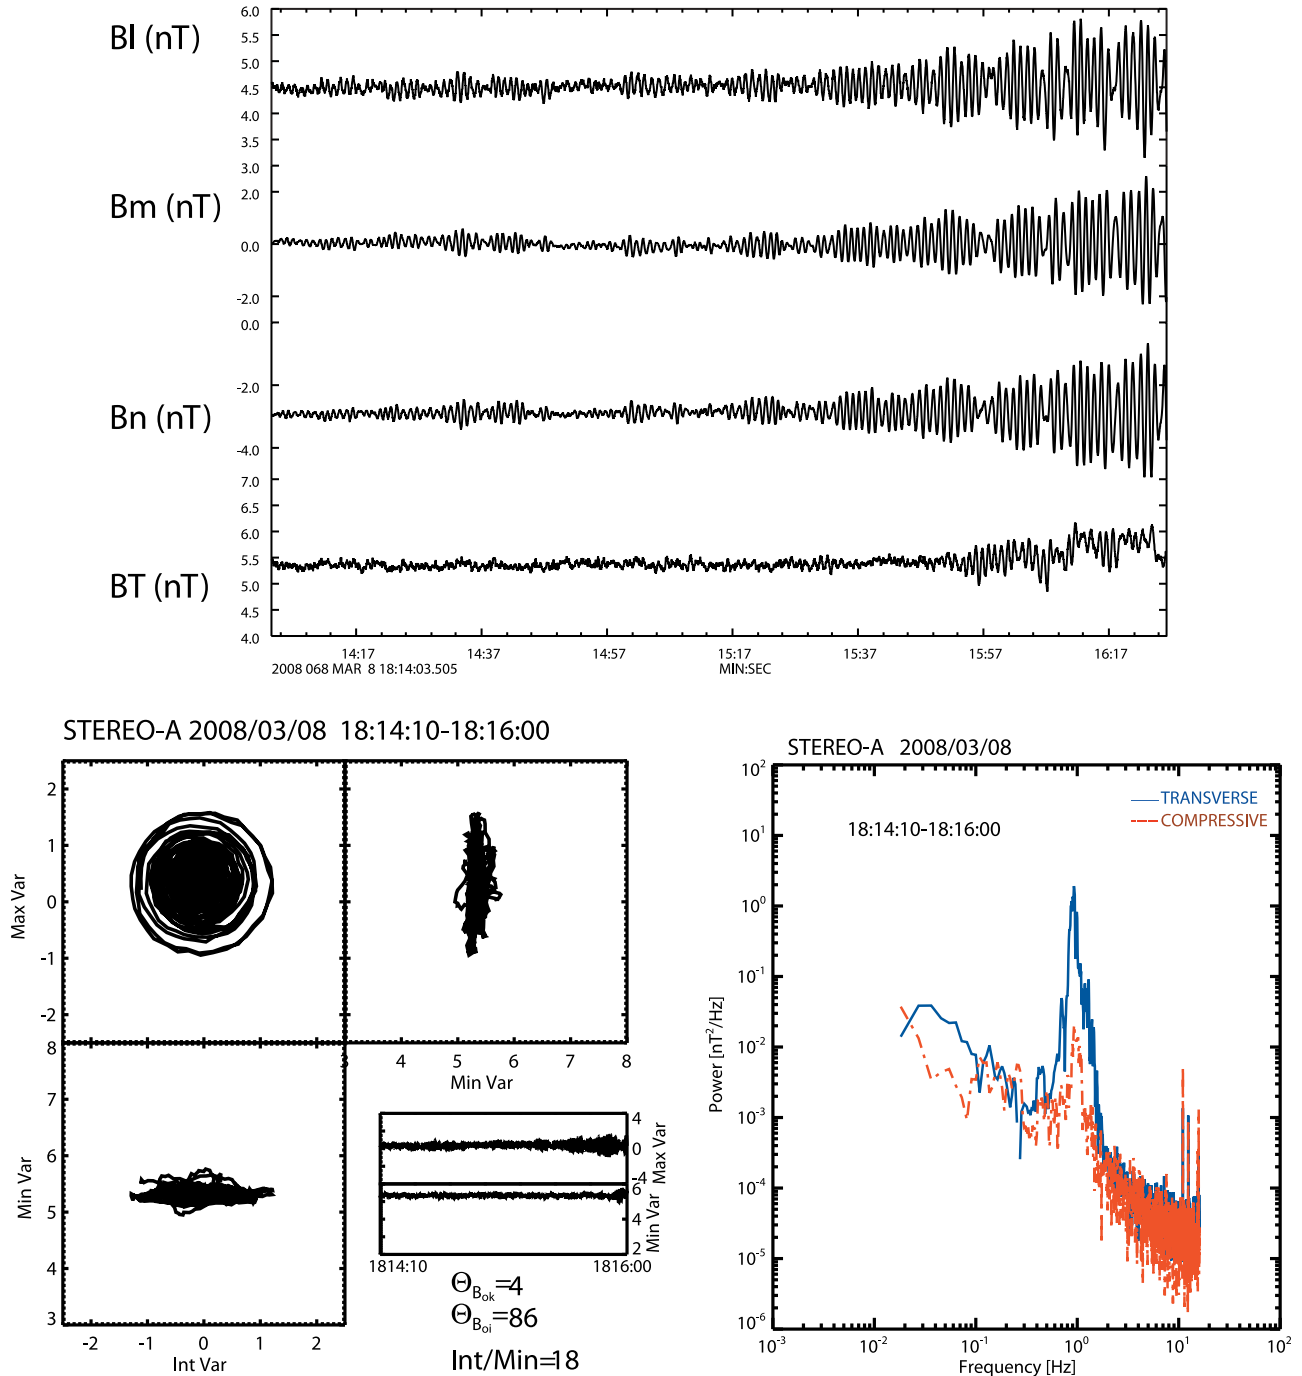 Bl (nT)
6.0
5.5
5.0
4.5
4.0
3.5
3.0
Bm (nT)
2.0
0.0
-2.0
Bn (nT)
0.0
-2.0
-4.0
BT (nT)
7.0
6.5
6.0
5.5
5.0
4.5
4.0
14:17 14:37 14:57 15:17 15:37 15:57 16:17
2008 068 MAR 8 18:14:03.505 MIN:SEC
STEREO-A 2008/03/08 18:14:10-18:16:00
Max Var
2
1
0
-1
-2
3 4 5 6 7 8
Min Var
Min Var
8
7
6
5
4
3
-2 -1 0 1 2
Int Var
4
0
-4
Max Var
6
4
2
Min Var
1814:10 1816:00
ΘBok=4
ΘBoi=86
Int/Min=18
STEREO-A 2008/03/08
TRANSVERSE
COMPRESSIVE
18:14:10-18:16:00
Power [nT²/Hz]
10²
10¹
10⁰
10⁻¹
10⁻²
10⁻³
10⁻⁴
10⁻⁵
10⁻⁶
10⁻³ 10⁻² 10⁻¹ 10⁰ 10¹ 10²
Frequency [Hz]